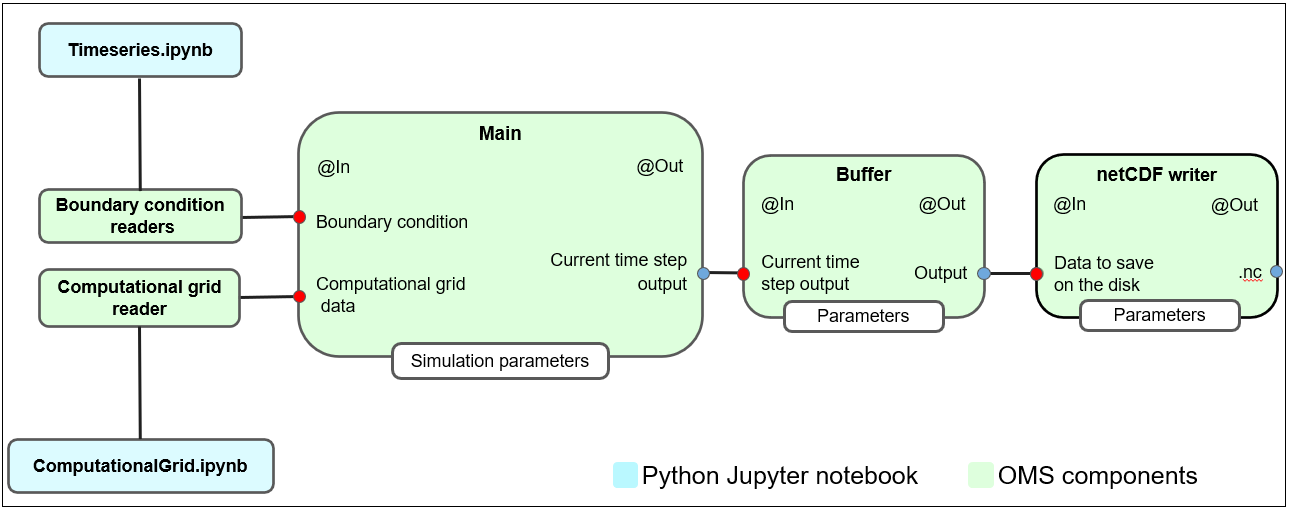 Timeseries.ipynb
Boundary condition
readers
Computational grid
reader
ComputationalGrid.ipynb
Main
@In
@Out
Boundary condition
Computational grid
data
Current time step
output
Simulation parameters
Buffer
@In
@Out
Current time
step output
Output
Parameters
netCDF writer
@In
@Out
Data to save
on the disk
.nc
Parameters
Python Jupyter notebook
OMS components